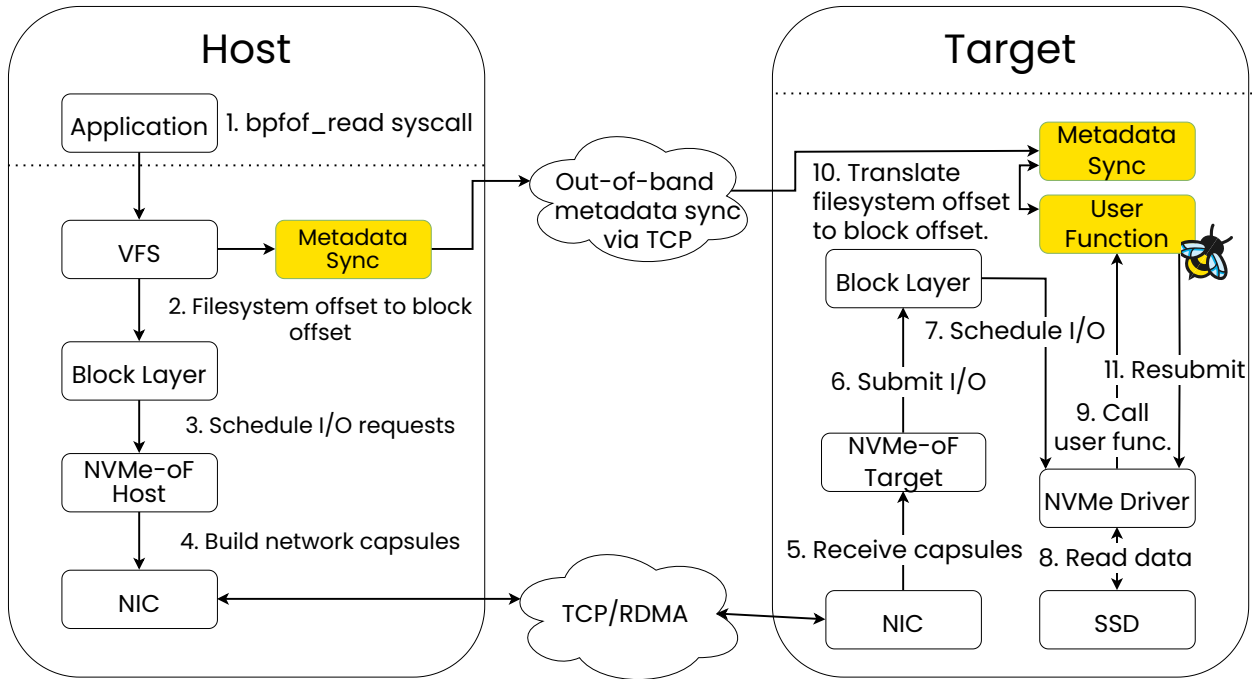 Host
Application
1. bpfof_read syscall
VFS
Metadata
Sync
2. Filesystem offset to block
offset
Block Layer
3. Schedule I/O requests
NVMe-oF
Host
4. Build network capsules
NIC
Out-of-band
metadata sync
via TCP
TCP/RDMA
Target
Metadata
Sync
10. Translate
filesystem offset
to block offset.
User
Function
Block Layer
7. Schedule I/O
6. Submit I/O
11. Resubmit
9. Call
user func.
NVMe-oF
Target
NVMe Driver
5. Receive capsules
8. Read data
NIC
SSD